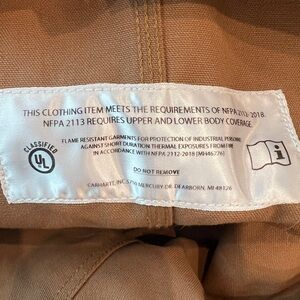 THIS CLOTHING ITEM MEETS THE REQUIREMENTS OF NFPA 2112-2018.
NFPA 2113 REQUIRES UPPER AND LOWER BODY COVERAGE.
CLASSIFIED
UL
FLAME RESISTANT GARMENTS FOR PROTECTION OF INDUSTRIAL PERSONNEL
AGAINST SHORT DURATION THERMAL EXPOSURES FROM FIRE
IN ACCORDANCE WITH NFPA 2112-2018 [MH46776]
i
DO NOT REMOVE
CARHARTT, INC 5750 MERCURY DR. DEARBORN, MI 48126